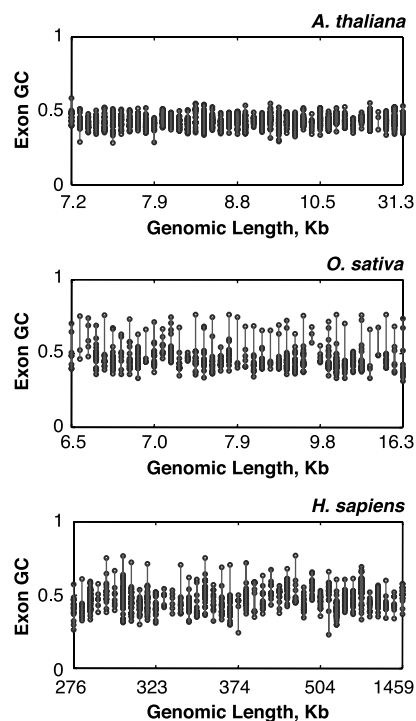 A. thaliana
1
0.5
0
Exon GC
7.2 7.9 8.8 10.5 31.3
Genomic Length, Kb
O. sativa
1
0.5
0
Exon GC
6.5 7.0 7.9 9.8 16.3
Genomic Length, Kb
H. sapiens
1
0.5
0
Exon GC
276 323 374 504 1459
Genomic Length, Kb